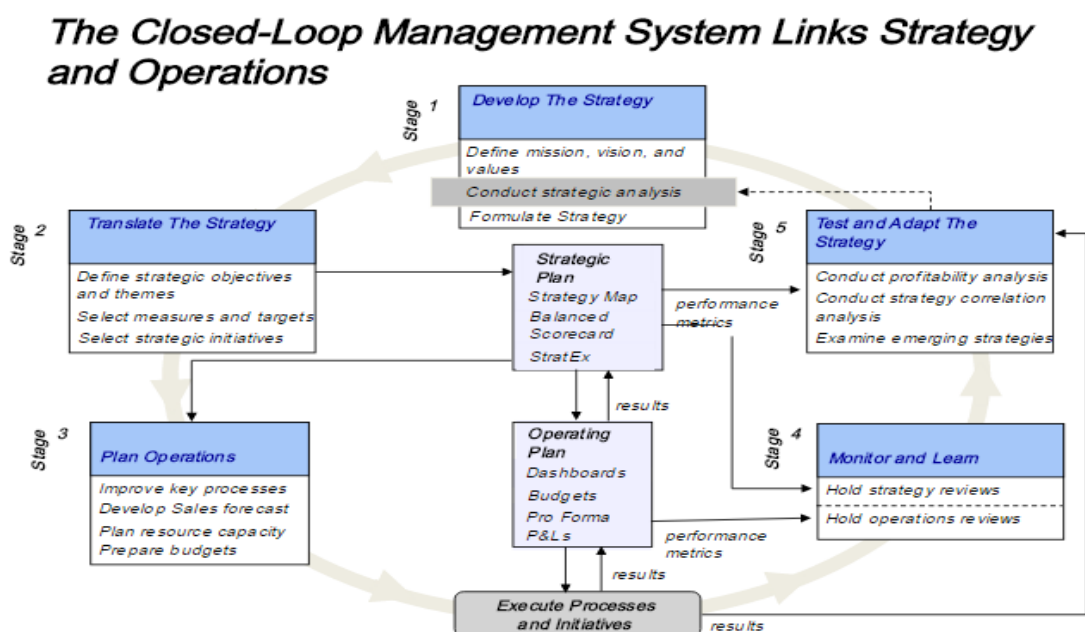 The Closed-Loop Management System Links Strategy
and Operations
Stage 1
Develop The Strategy
Define mission, vision, and
values
Conduct strategic analysis
Formulate Strategy
Stage 2
Translate The Strategy
Define strategic objectives
and themes
Select measures and targets
Select strategic initiatives
Strategic
Plan
Strategy Map
Balanced
Scorecard
StratEx
performance
metrics
Stage 5
Test and Adapt The
Strategy
Conduct profitability analysis
Conduct strategy correlation
analysis
Examine emerging strategies
results
Stage 3
Plan Operations
Improve key processes
Develop Sales forecast
Plan resource capacity
Prepare budgets
Operating
Plan
Dashboards
Budgets
Pro Forma
P&Ls
performance
metrics
Stage 4
Monitor and Learn
Hold strategy reviews
Hold operations reviews
results
Execute Processes
and Initiatives
results